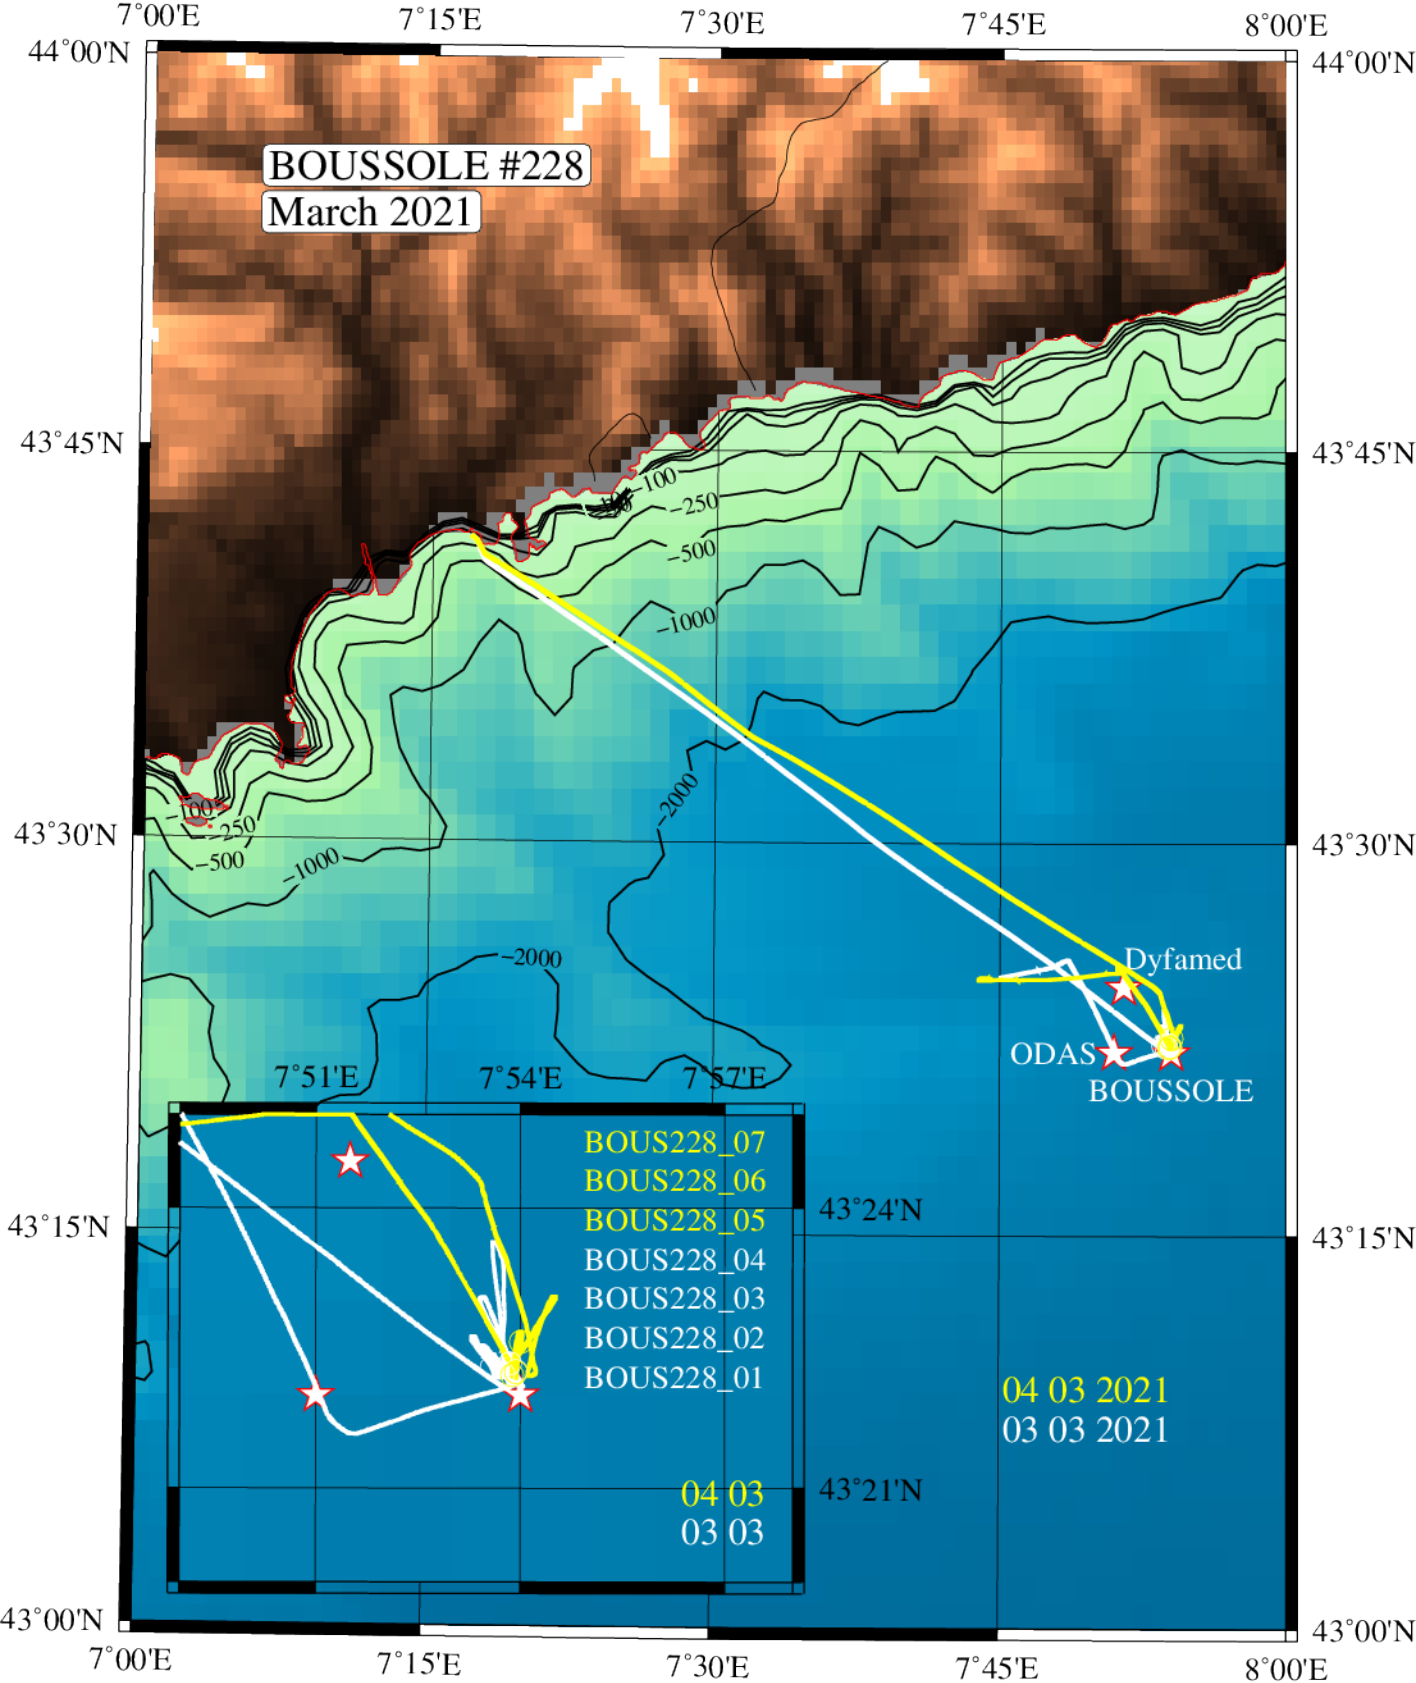 7°00'E 7°15'E 7°30'E 7°45'E 8°00'E
44°00'N 44°00'N
BOUSSOLE #228
March 2021
43°45'N 43°45'N
−100
−250
−500
−1000
−2000
−100
43°30'N −250 43°30'N
−500 −1000
−2000 Dyfamed
ODAS
7°51'E 7°54'E 7°57'E
BOUSSOLE
BOUS228_07
BOUS228_06
43°24'N
43°15'N BOUS228_05 43°15'N
BOUS228_04
BOUS228_03
BOUS228_02
BOUS228_01
04 03 2021
03 03 2021
04 03 43°21'N
03 03
43°00'N 43°00'N
7°00'E 7°15'E 7°30'E 7°45'E 8°00'E